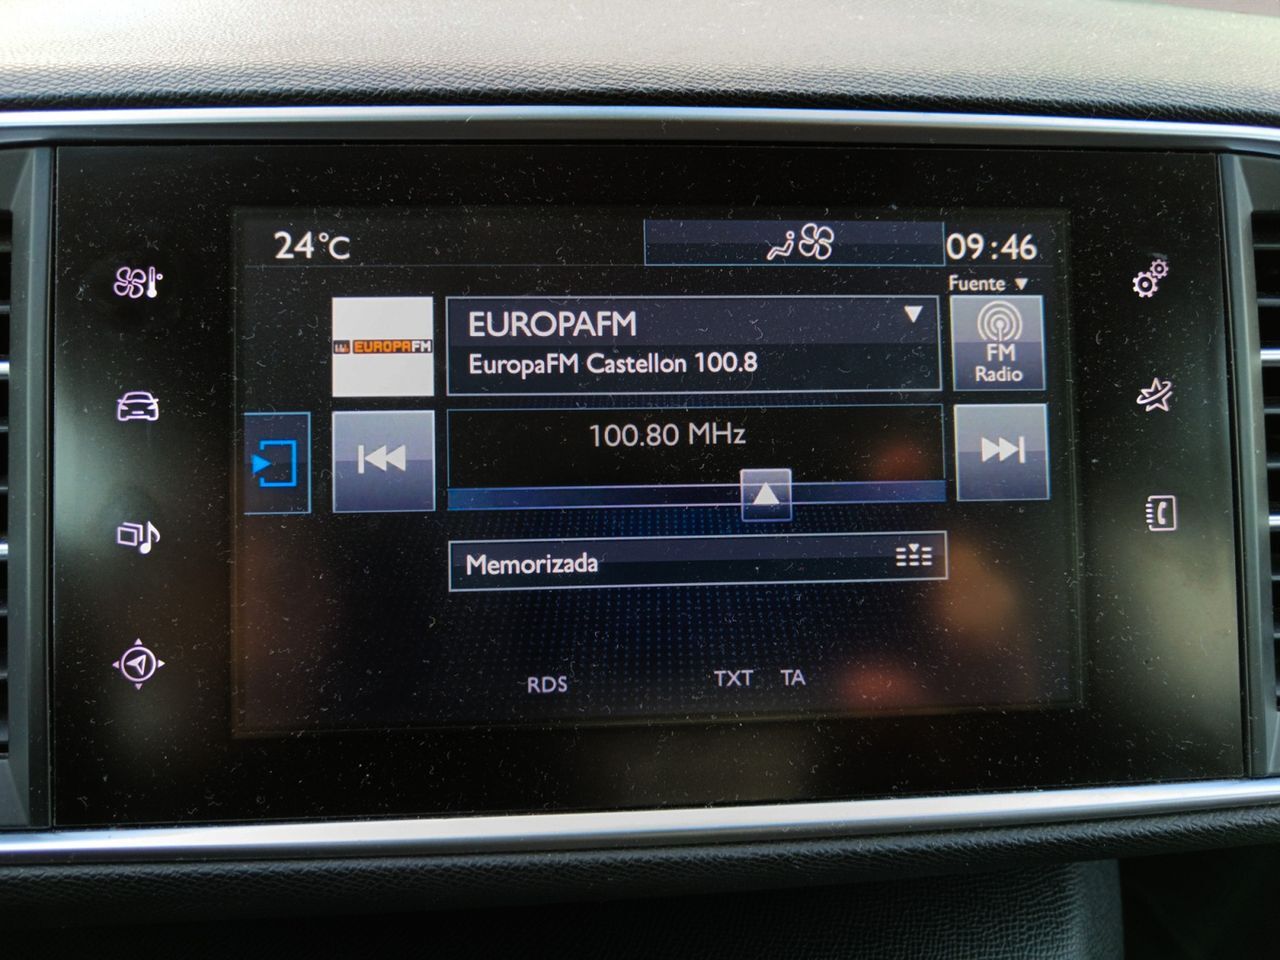 24°C
09:46
Fuente
EUROPAFM
EUROPAFM
EuropaFM Castellon 100.8
FM
Radio
100.80 MHz
Memorizada
RDS
TXT
TA